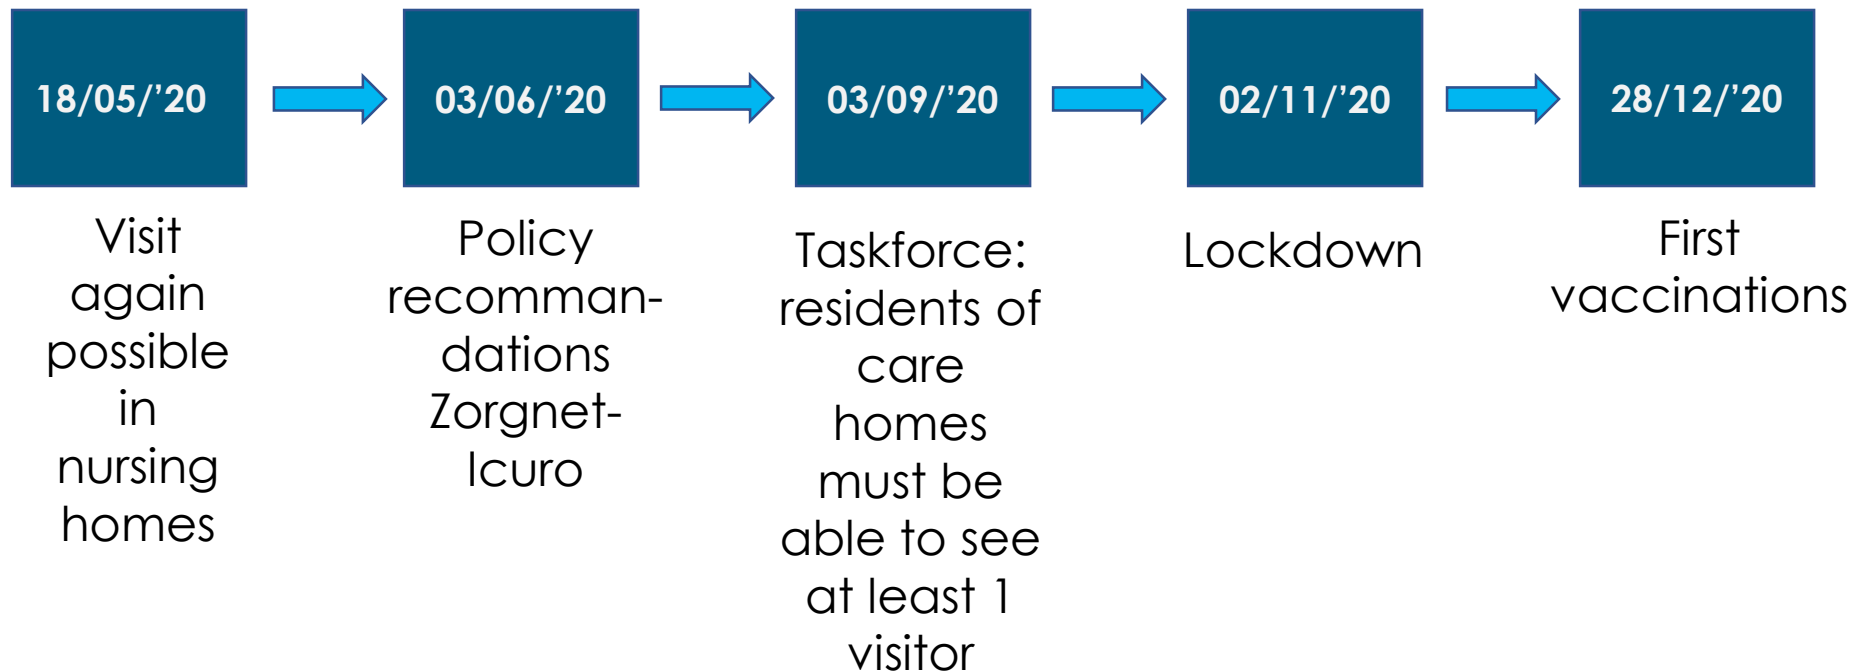 18/05/'20
03/06/'20
03/09/'20
02/11/'20
28/12/'20
Visit
again
possible
in
nursing
homes
Policy
recomman-
dations
Zorgnet-
Icuro
Taskforce:
residents of
care
homes
must be
able to see
at least 1
visitor
Lockdown
First
vaccinations